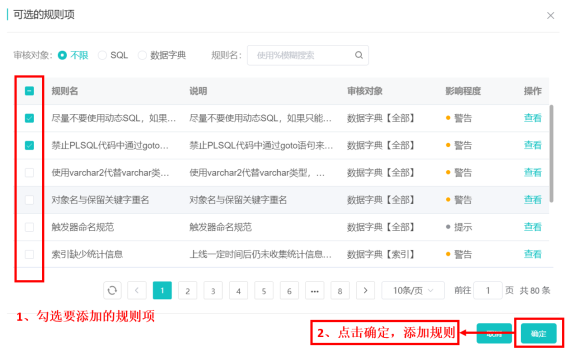 可选的规则项
审核对象： 不限 SQL 数据字典 规则名： 使用%模糊搜索
规则名 说明 审核对象 影响程度 操作
尽量不要使用动态SQL，如果... 尽量不要使用动态SQL，如果只能... 数据字典【全部】 警告 查看
禁止PLSQL代码中通过goto... 禁止PLSQL代码中通过goto语句来... 数据字典【全部】 警告 查看
使用varchar2代替varchar类... 使用varchar2代替varchar类型，... 数据字典【全部】 警告 查看
对象名与保留关键字重名 对象名与保留关键字重名 数据字典【全部】 警告 查看
触发器命名规范 触发器命名规范 数据字典【全部】 提示 查看
索引缺少统计信息 上线一定时间后仍未收集统计信息... 数据字典【索引】 警告 查看
1 2 3 4 5 6 ... 8 10条/页 前往 1 页 共 80 条
1、勾选要添加的规则项
2、点击确定，添加规则 确定